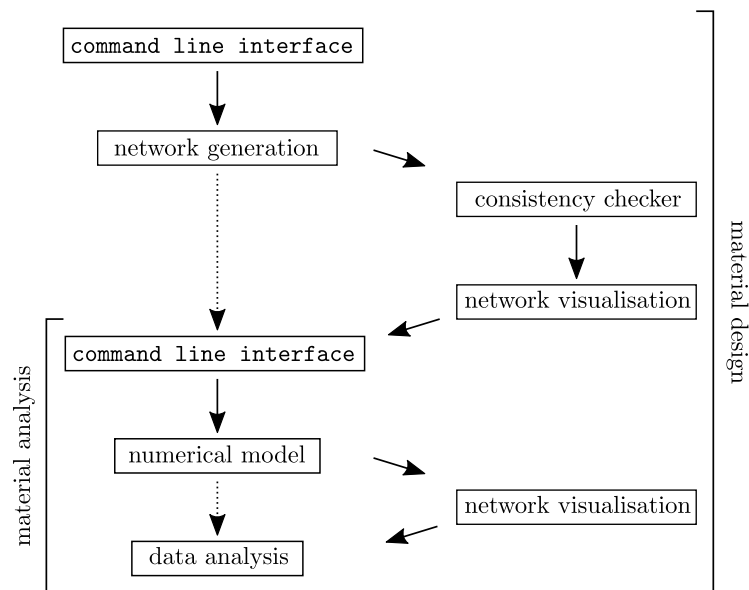 command line interface
network generation
consistency checker
network visualisation
material design
command line interface
material analysis
numerical model
network visualisation
data analysis